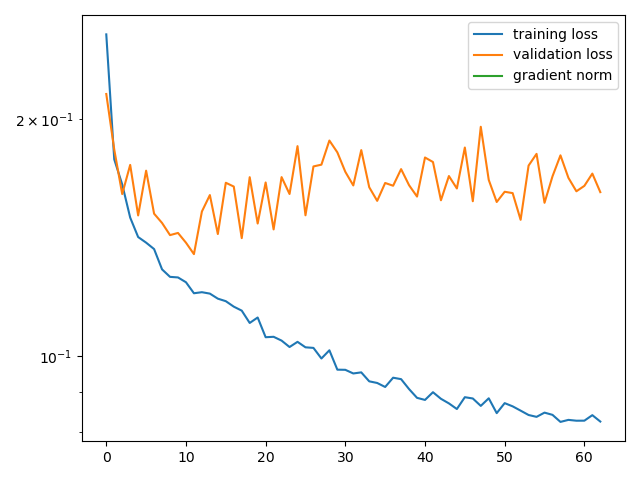 training loss
validation loss
gradient norm
2 × 10⁻¹
10⁻¹
0 10 20 30 40 50 60